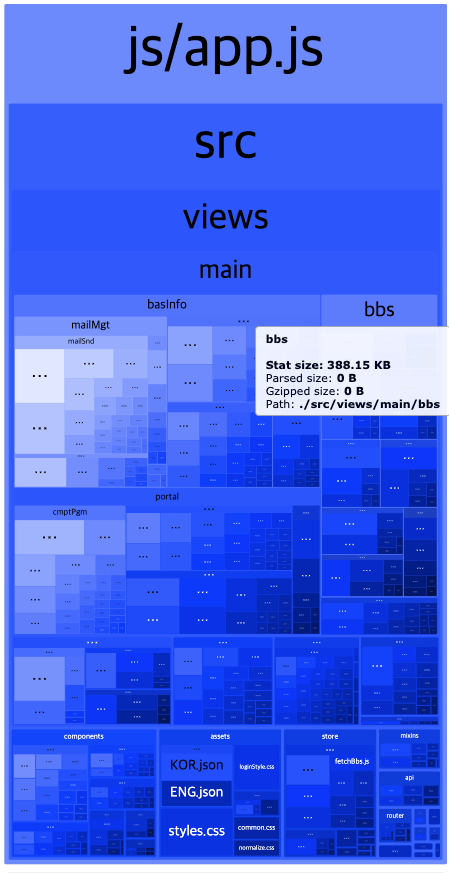 js/app.js
src
views
main
basInfo
bbs
mailMgt
mailSnd
bbs
Stat size: 388.15 KB
Parsed size: 0 B
Gzipped size: 0 B
Path: ./src/views/main/bbs
portal
cmptPgm
components
assets
store
mixins
KOR.json
loginStyle.css
fetchBbs.js
api
ENG.json
router
styles.css
common.css
normalize.css